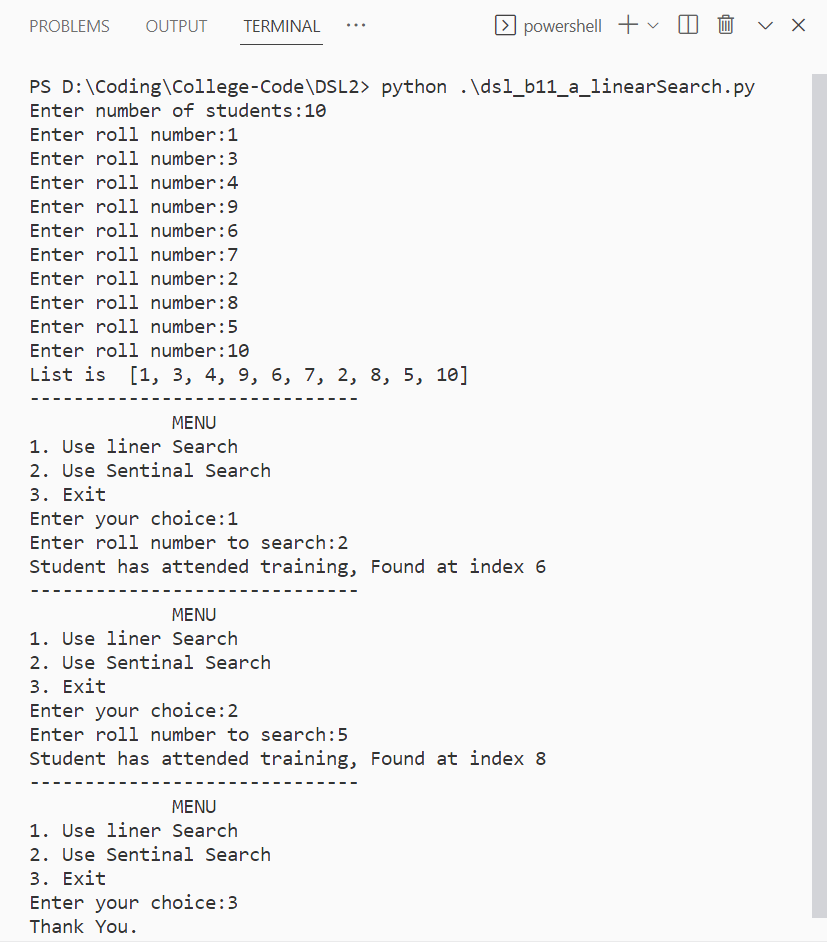 PROBLEMS OUTPUT TERMINAL ··· powershell
PS D:\Coding\College-Code\DSL2> python .\dsl_b11_a_linearSearch.py
Enter number of students:10
Enter roll number:1
Enter roll number:3
Enter roll number:4
Enter roll number:9
Enter roll number:6
Enter roll number:7
Enter roll number:2
Enter roll number:8
Enter roll number:5
Enter roll number:10
List is  [1, 3, 4, 9, 6, 7, 2, 8, 5, 10]
------------------------------
             MENU
1. Use liner Search
2. Use Sentinal Search
3. Exit
Enter your choice:1
Enter roll number to search:2
Student has attended training, Found at index 6
------------------------------
             MENU
1. Use liner Search
2. Use Sentinal Search
3. Exit
Enter your choice:2
Enter roll number to search:5
Student has attended training, Found at index 8
------------------------------
             MENU
1. Use liner Search
2. Use Sentinal Search
3. Exit
Enter your choice:3
Thank You.